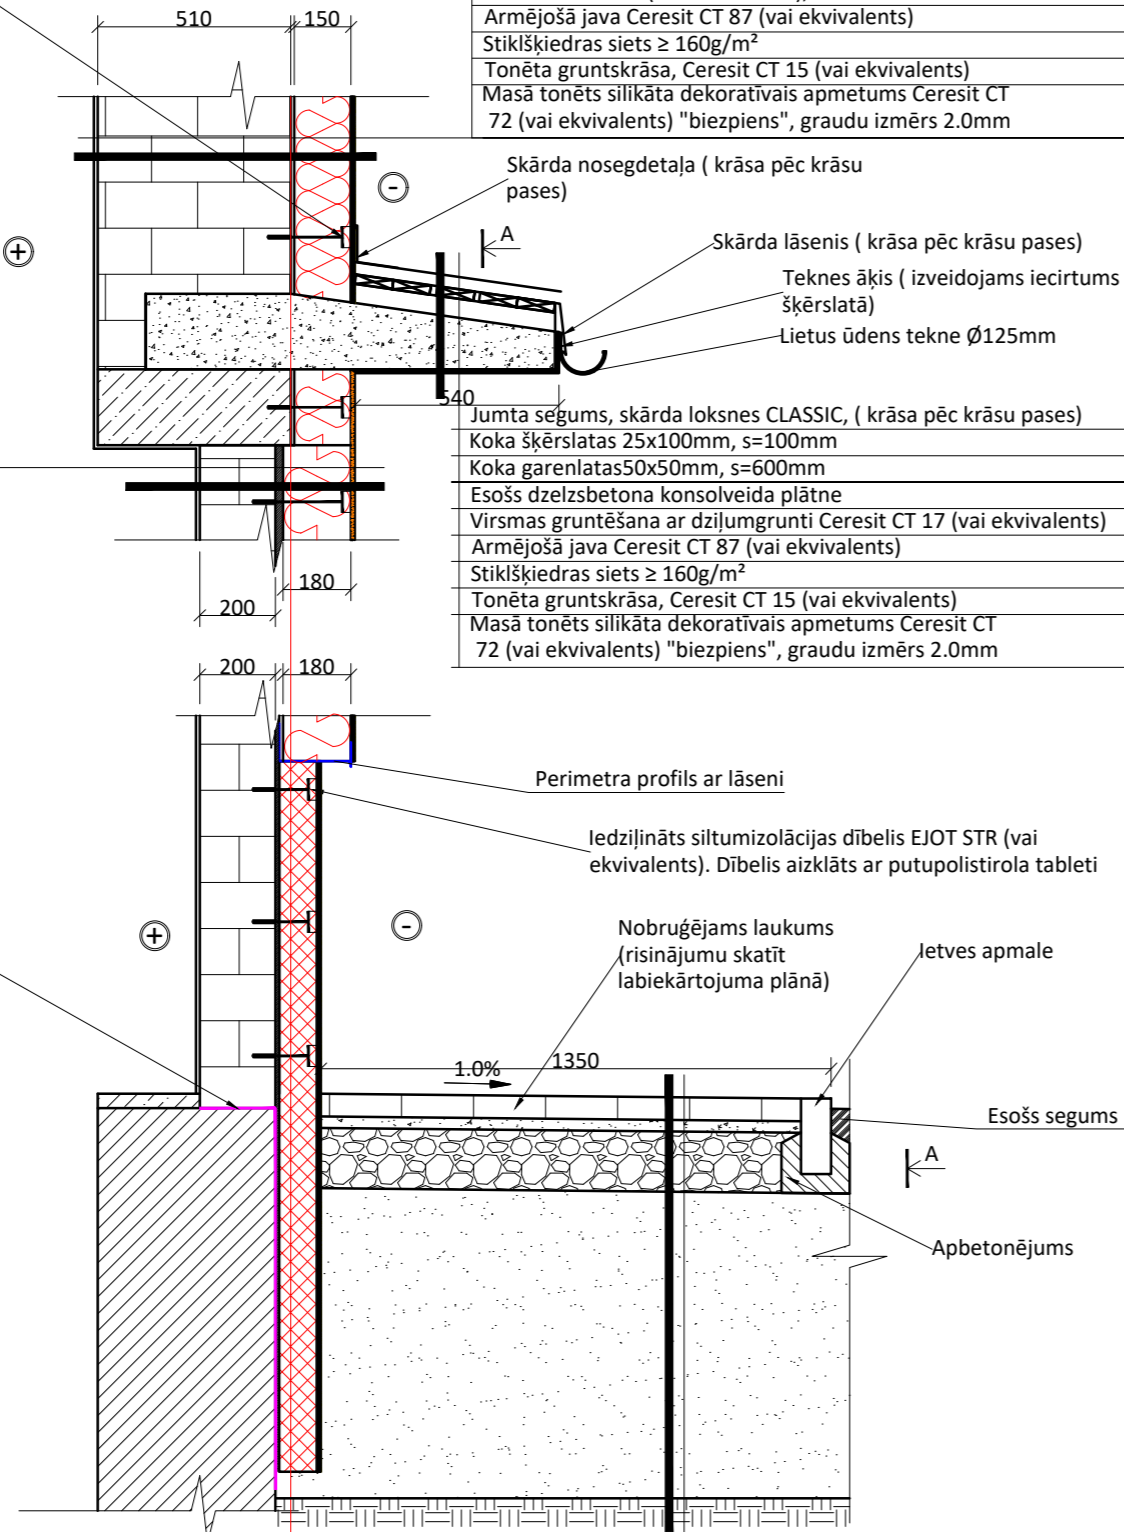 510
150
Armējošā java Ceresit CT 87 (vai ekvivalents)
Stiklšķiedras siets ≥ 160g/m²
Tonēta gruntskrāsa, Ceresit CT 15 (vai ekvivalents)
Masā tonēts silikāta dekoratīvais apmetums Ceresit CT
72 (vai ekvivalents) "biezpiens", graudu izmērs 2.0mm
Skārda nosegdetaļa ( krāsa pēc krāsu
pases)
-
+
A
Skārda lāsenis ( krāsa pēc krāsu pases)
Teknes āķis ( izveidojams iecirtums
šķērslatā)
Lietus ūdens tekne Ø125mm
540
Jumta segums, skārda loksnes CLASSIC, ( krāsa pēc krāsu pases)
Koka šķērslatas 25x100mm, s=100mm
Koka garenlatas50x50mm, s=600mm
Esošs dzelzsbetona konsolveida plātne
Virsmas gruntēšana ar dziļumgrunti Ceresit CT 17 (vai ekvivalents)
Armējošā java Ceresit CT 87 (vai ekvivalents)
Stiklšķiedras siets ≥ 160g/m²
Tonēta gruntskrāsa, Ceresit CT 15 (vai ekvivalents)
Masā tonēts silikāta dekoratīvais apmetums Ceresit CT
72 (vai ekvivalents) "biezpiens", graudu izmērs 2.0mm
180
200
200
180
Perimetra profils ar lāseni
Iedziļināts siltumizolācijas dībelis EJOT STR (vai
ekvivalents). Dībelis aizklāts ar putupolistirola tableti
+
-
Nobruģējams laukums
(risinājumu skatīt
labiekārtojuma plānā)
Ietves apmale
1.0%
1350
Esošs segums
A
Apbetonējums